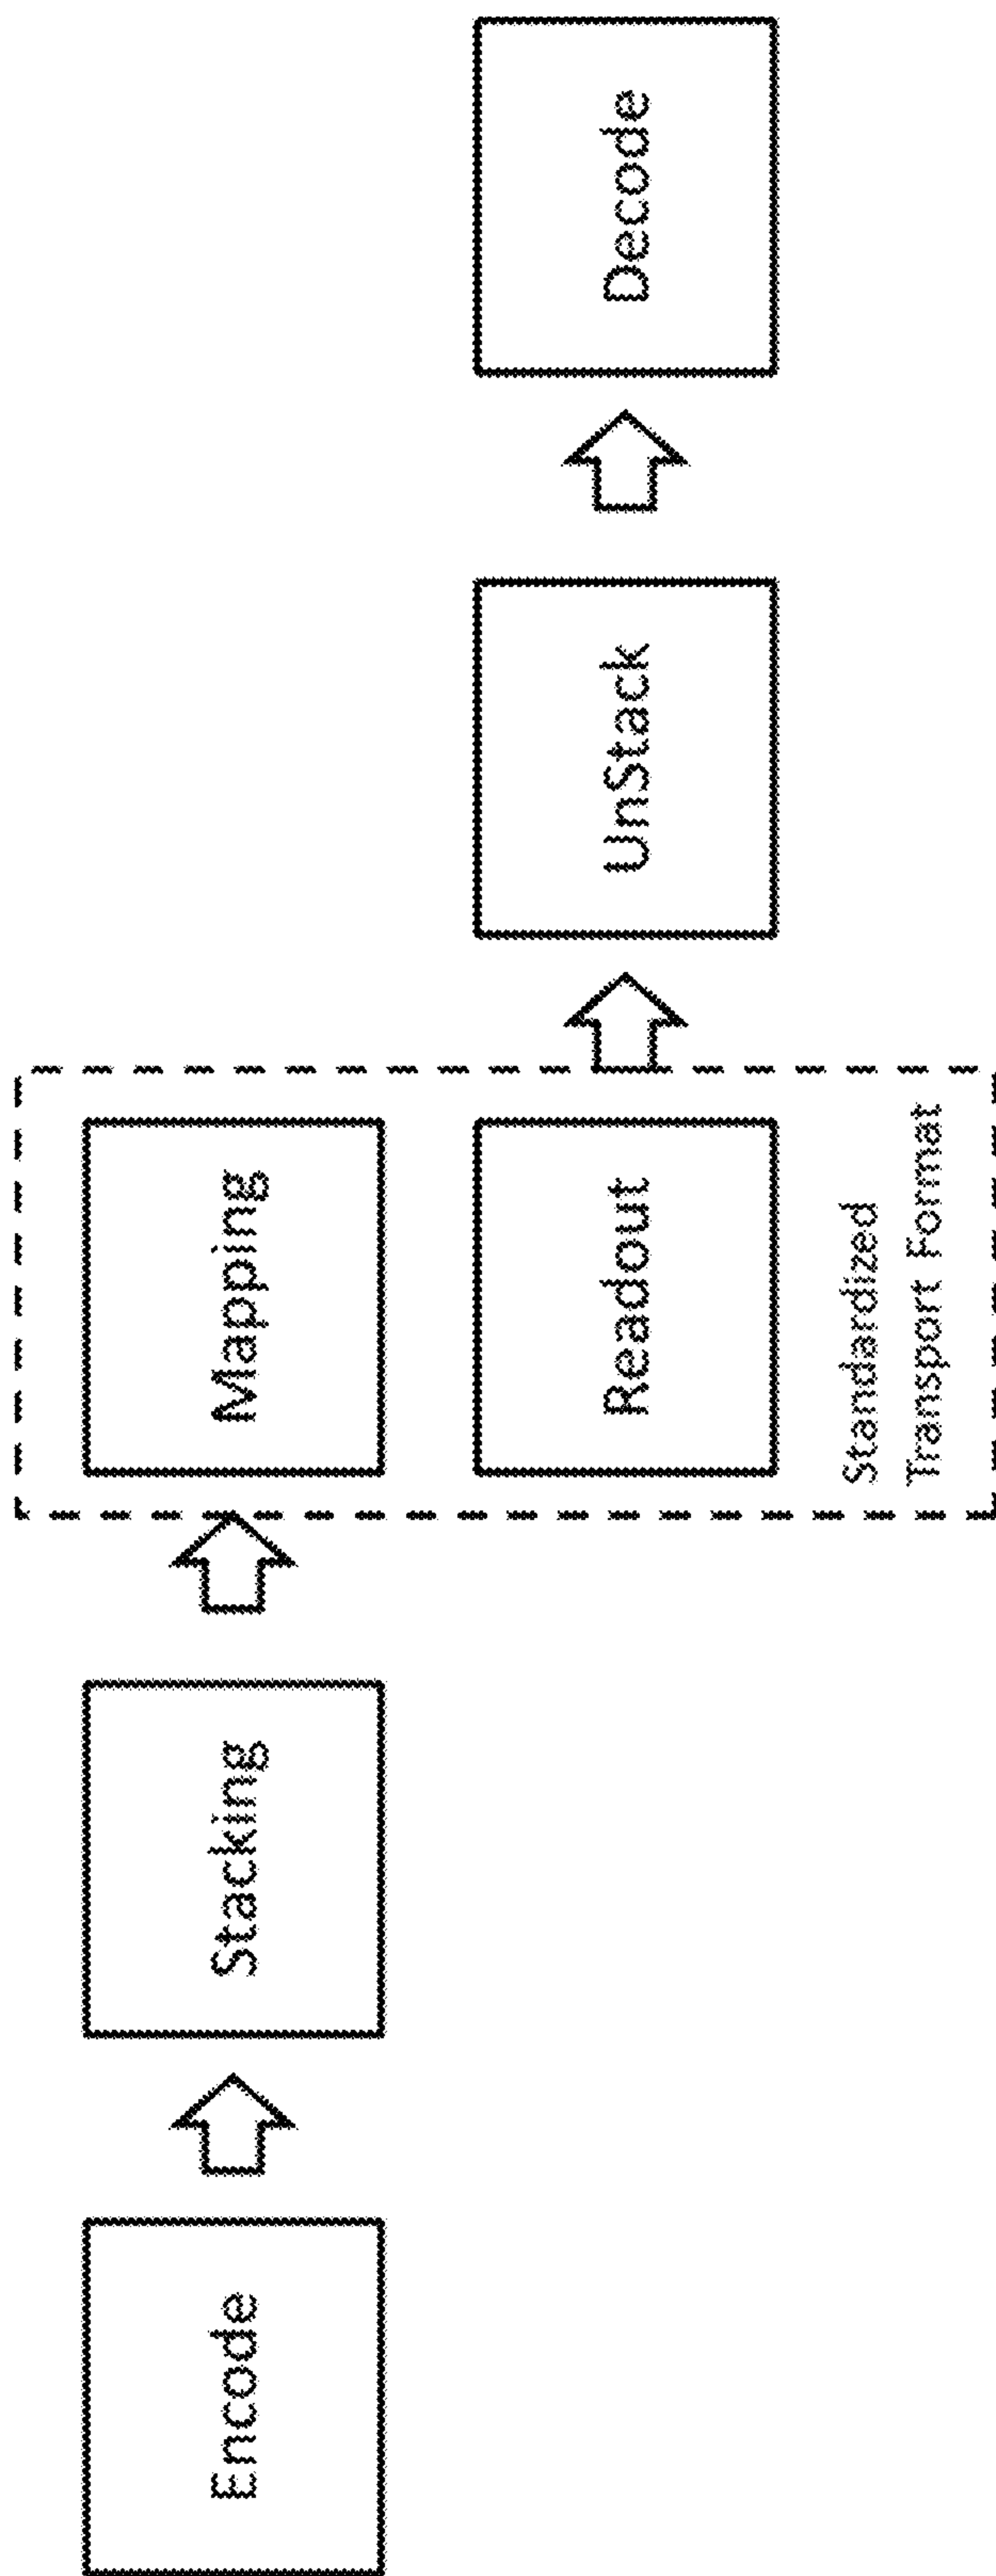 Encode
Stacking
Mapping
Readout
Standardized
Transport Format
UnStack
Decode